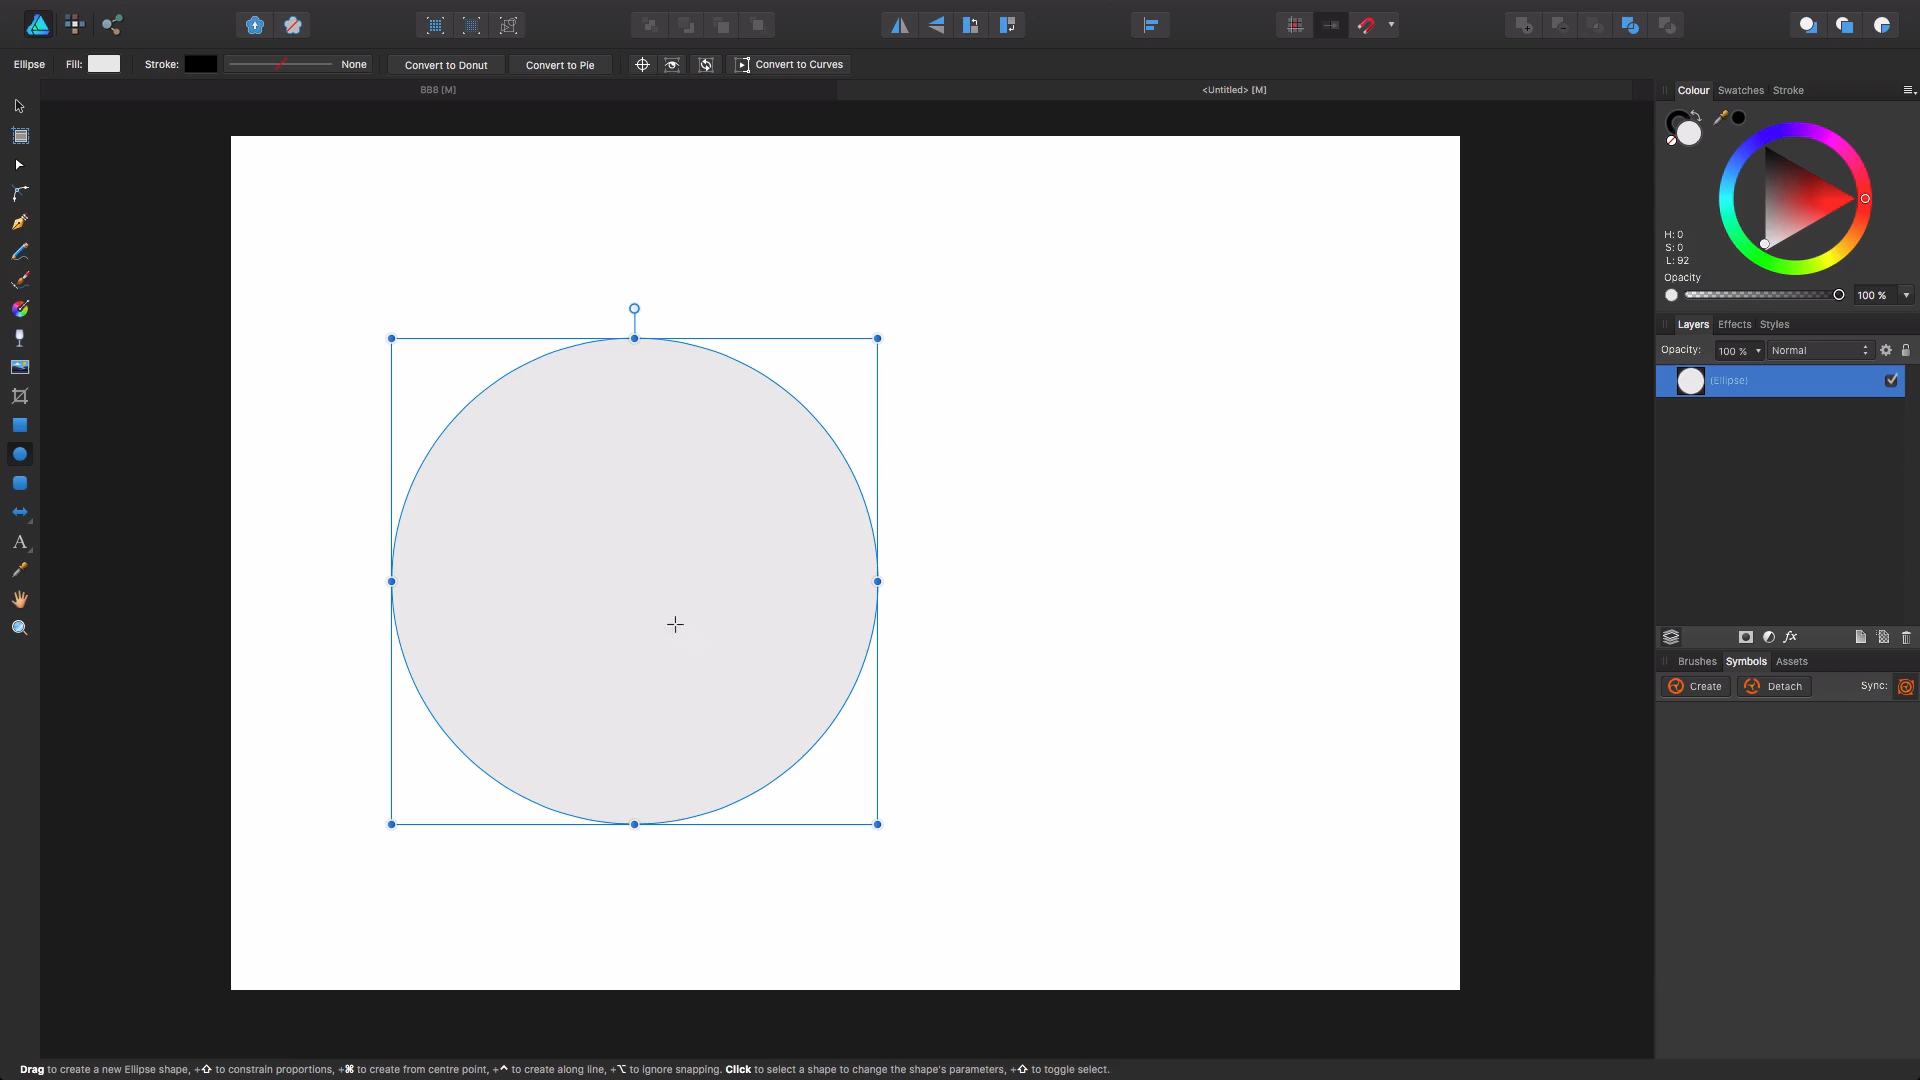 Ellipse Fill: Stroke: None Convert to Donut Convert to Pie Convert to Curves
BBB [M] <Untitled> [M]
Colour Swatches Stroke
H: 0
S: 0
L: 92
Opacity
100 %
Layers Effects Styles
Opacity: 100 % Normal
(Ellipse)
fx
Brushes Symbols Assets
Create Detach Sync:
A
Drag to create a new Ellipse shape, +⇧ to constrain proportions, +⌘ to create from centre point, +^ to create along line, +⌥ to ignore snapping. Click to select a shape to change the shape's parameters, +⇧ to toggle select.